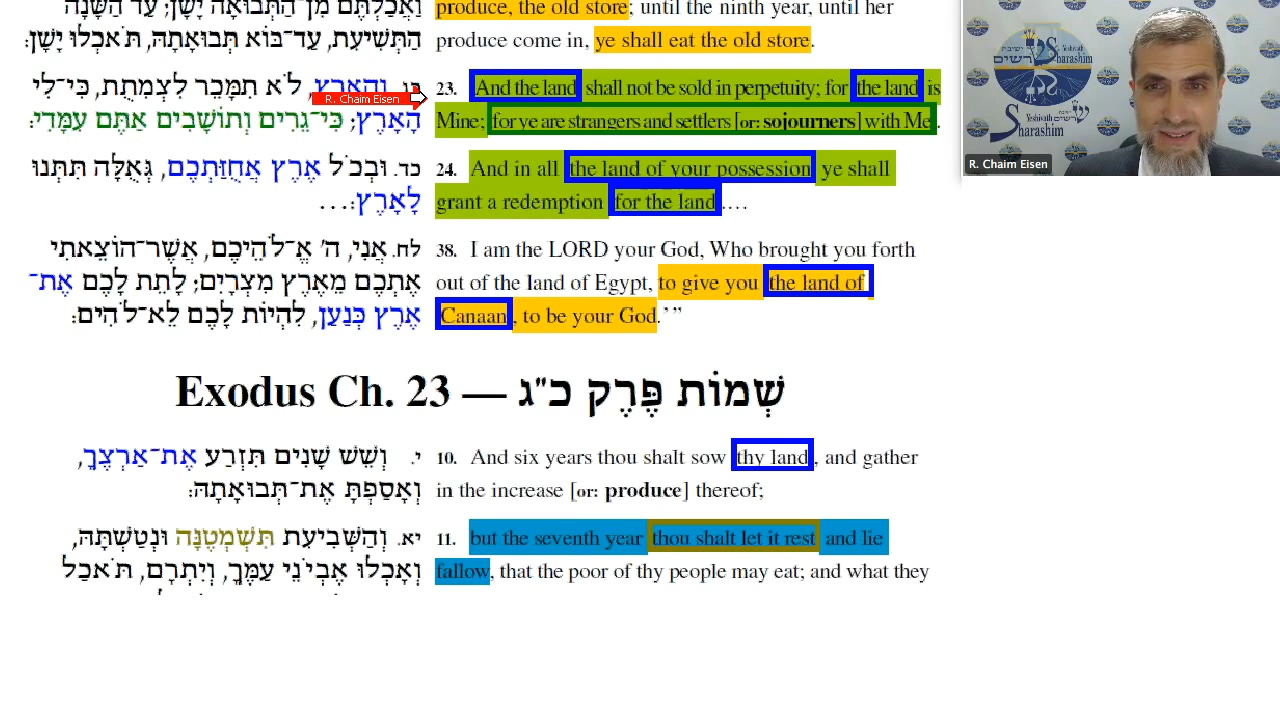 וַאֲכַלְתֶּם מִן־הַתְּבוּאָה יָשָׁן; עַד הַשָּׁנָה
produce, the old store; until the ninth year, until her
הַתְּשִׁיעִת, עַד־בּוֹא תְּבוּאָתָהּ, תֹּאכְלוּ יָשָׁן:
produce come in, ye shall eat the old store.
וְהָאָרֶץ, לֹא תִמָּכֵר לִצְמִתֻת, כִּי־לִי
23. And the land shall not be sold in perpetuity; for the land is
R. Chaim Eisen
הָאָרֶץ; כִּי־גֵרִים וְתוֹשָׁבִים אַתֶּם עִמָּדִי:
Mine; for ye are strangers and settlers [or: sojourners] with Me.
כד. וּבְכֹל אֶרֶץ אֲחֻזַּתְכֶם, גְּאֻלָּה תִּתְּנוּ
24. And in all the land of your possession ye shall
לָאָרֶץ:...
grant a redemption for the land....
לח. אֲנִי, ה' אֱ־לֹהֵיכֶם, אֲשֶׁר־הוֹצֵאתִי
38. I am the LORD your God, Who brought you forth
אֶתְכֶם מֵאֶרֶץ מִצְרָיִם; לָתֵת לָכֶם אֶת־
out of the land of Egypt, to give you the land of
אֶרֶץ כְּנַעַן, לִהְיוֹת לָכֶם לֵא־לֹהִים:
Canaan, to be your God.’”
Exodus Ch. 23 — שְׁמוֹת פֶּרֶק כ"ג
י. וְשֵׁשׁ שָׁנִים תִּזְרַע אֶת־אַרְצֶךָ,
10. And six years thou shalt sow thy land, and gather
וְאָסַפְתָּ אֶת־תְּבוּאָתָהּ:
in the increase [or: produce] thereof;
יא. וְהַשְּׁבִיעִת תִּשְׁמְטֶנָּה וּנְטַשְׁתָּהּ,
11. but the seventh year thou shalt let it rest and lie
וְאָכְלוּ אֶבְיֹנֵי עַמֶּךָ, וְיִתְרָם, תֹּאכַל
fallow, that the poor of thy people may eat; and what they
Yeshivath
Sharashim
Yeshivath
Sharashim
R. Chaim Eisen